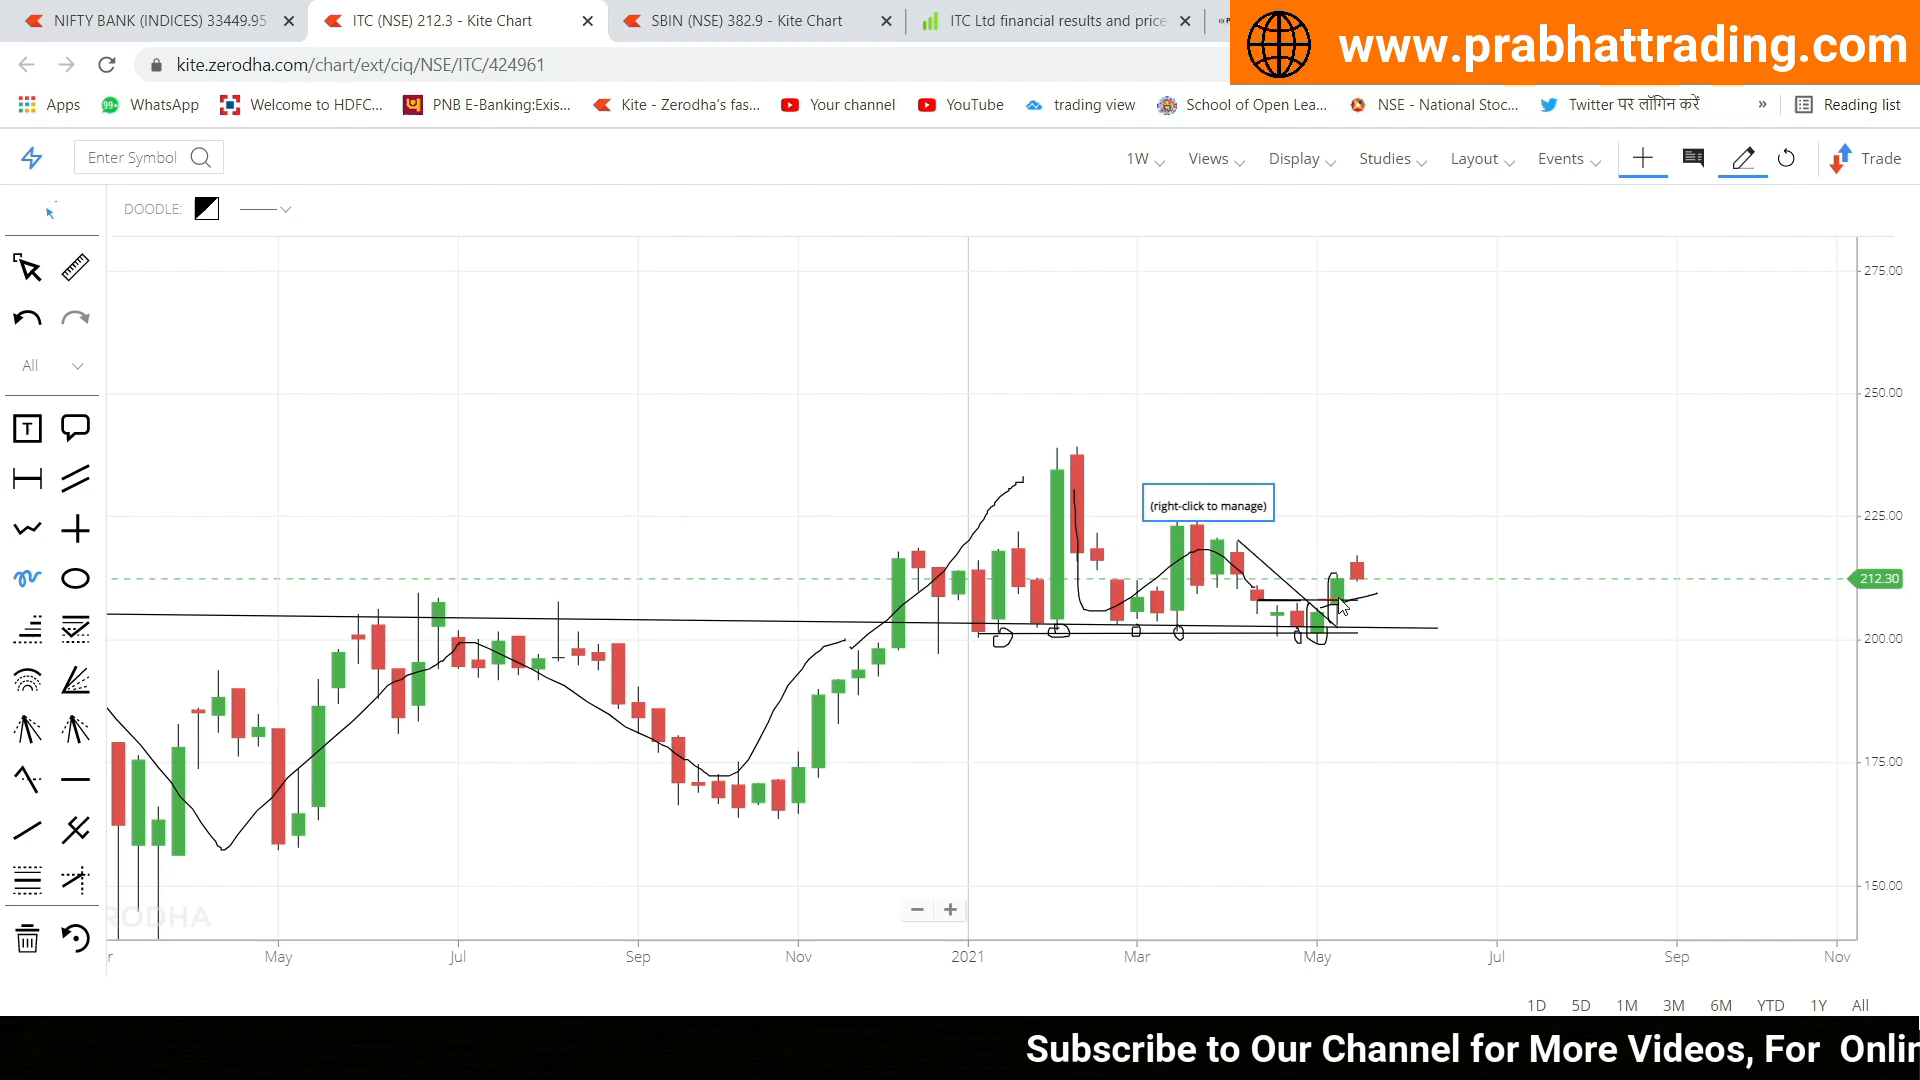 NIFTY BANK (INDICES) 33449.95
ITC (NSE) 212.3 - Kite Chart
SBIN (NSE) 382.9 - Kite Chart
ITC Ltd financial results and price
www.prabhattrading.com
kite.zerodha.com/chart/ext/ciq/NSE/ITC/424961
Apps
99+
WhatsApp
Welcome to HDFC...
PNB E-Banking:Exis...
Kite - Zerodha's fas...
Your channel
YouTube
trading view
School of Open Lea...
NSE - National Stoc...
Twitter पर लॉगिन करें
»
Reading list
Enter Symbol
1W
Views
Display
Studies
Layout
Events
Trade
DOODLE:
All
T
275.00
250.00
225.00
(right-click to manage)
212.30
200.00
175.00
150.00
RODHA
May
Jul
Sep
Nov
2021
Mar
May
Jul
Sep
Nov
1D
5D
1M
3M
6M
YTD
1Y
All
Subscribe to Our Channel for More Videos, For Onlin